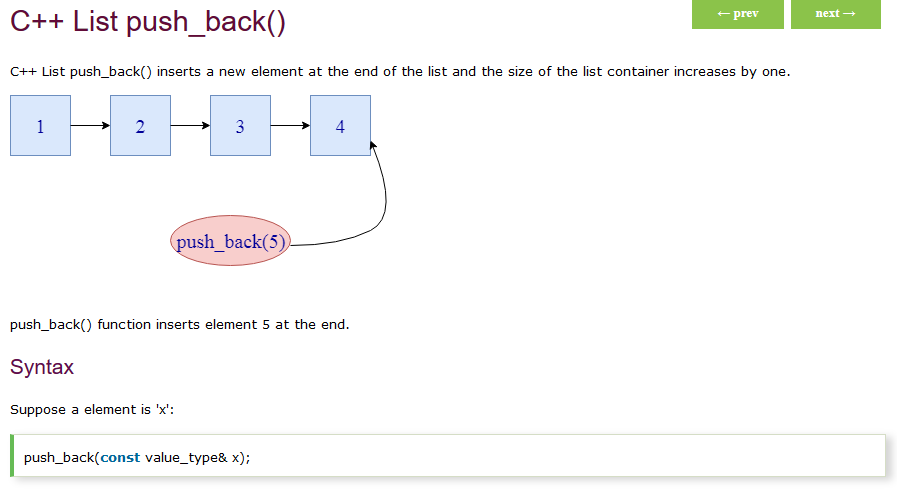 C++ List push_back()
← prev
next →
C++ List push_back() inserts a new element at the end of the list and the size of the list container increases by one.
1
2
3
4
push_back(5)
push_back() function inserts element 5 at the end.
Syntax
Suppose a element is 'x':
push_back(const value_type& x);